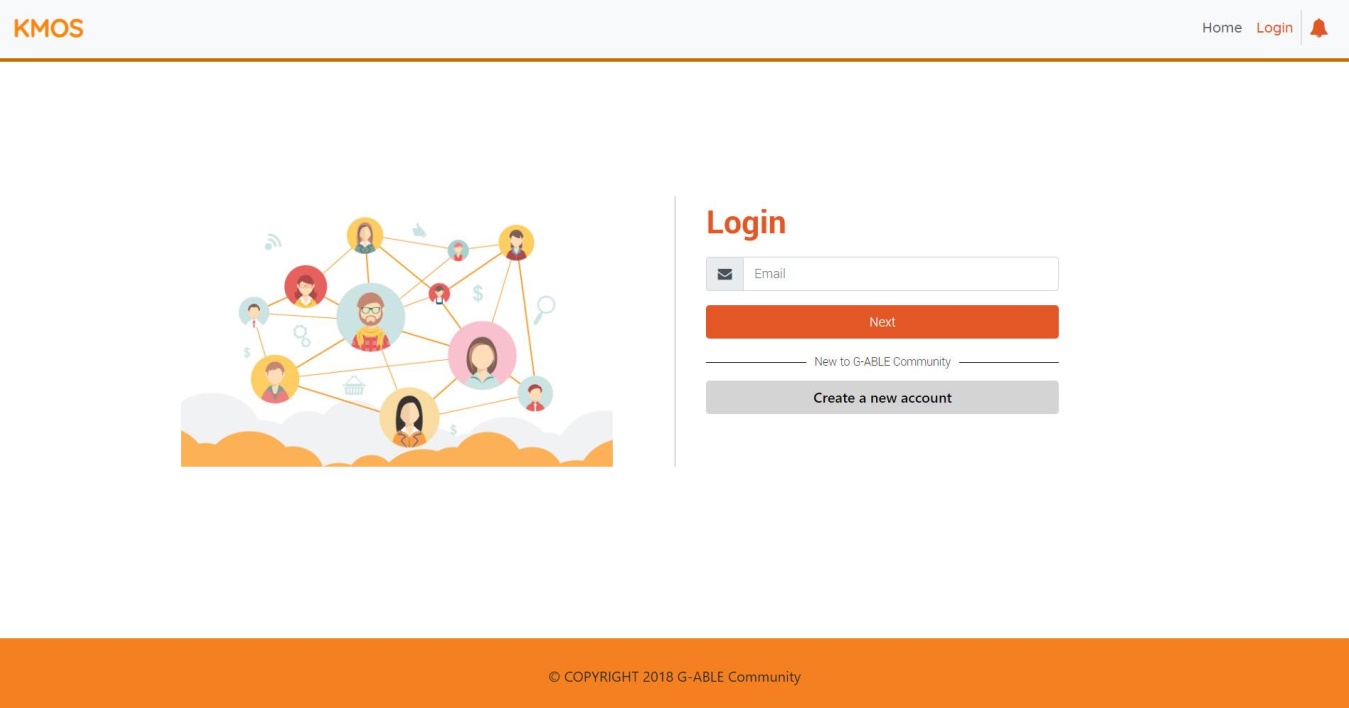 KMOS
Home Login
Login
Email
Next
New to G-ABLE Community
Create a new account
© COPYRIGHT 2018 G-ABLE Community